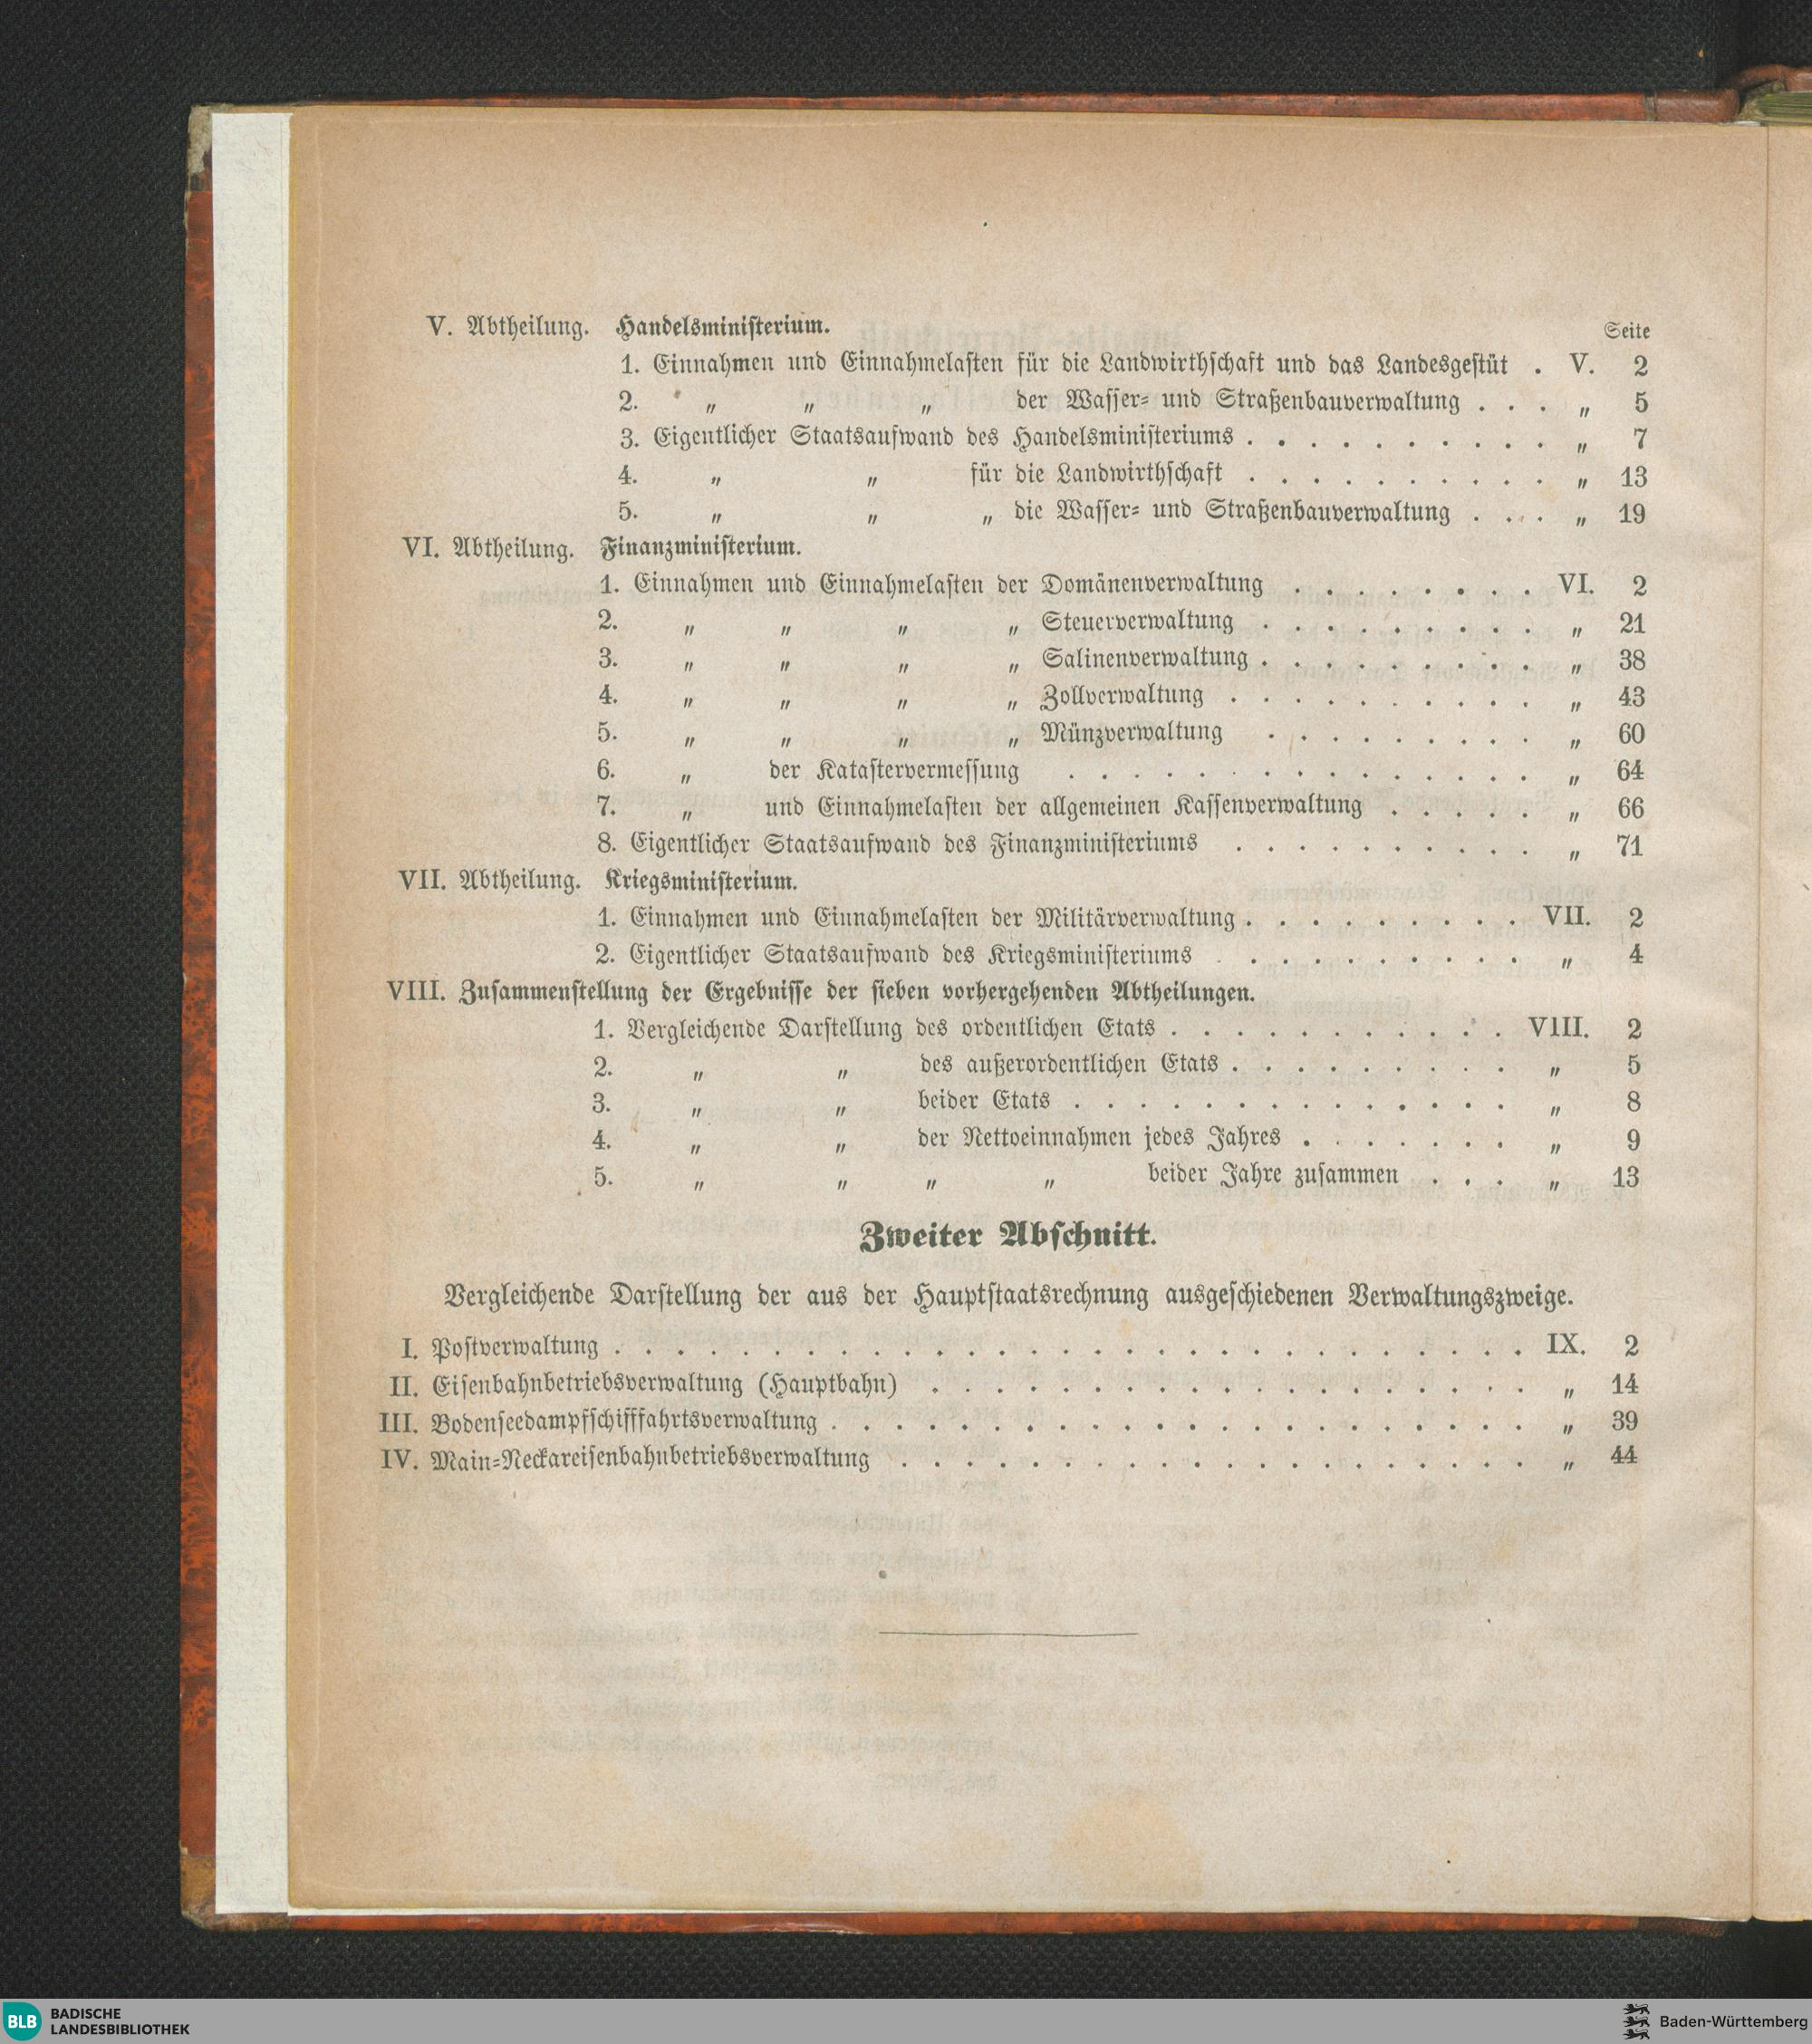 V. Abtheilung. Handelsministerium. Seite
1. Einnahmen und Einnahmelasten für die Landwirthschaft und das Landesgestüt . V. 2
2. „ „ „ der Wasser- und Straßenbauverwaltung . . . „ 5
3. Eigentlicher Staatsaufwand des Handelsministeriums . . . . . . . . . . „ 7
4. „ „ für die Landwirthschaft . . . . . . . . . . „ 13
5. „ „ „ die Wasser- und Straßenbauverwaltung . . . „ 19
VI. Abtheilung. Finanzministerium.
1. Einnahmen und Einnahmelasten der Domänenverwaltung . . . . . . . . VI. 2
2. „ „ „ „ Steuerverwaltung . . . . . . . . . „ 21
3. „ „ „ „ Salinenverwaltung . . . . . . . . . „ 38
4. „ „ „ „ Zollverwaltung . . . . . . . . . . „ 43
5. „ „ „ „ Münzverwaltung . . . . . . . . . „ 60
6. „ der Katastervermessung . . . . . . . . . . . . . . . „ 64
7. „ und Einnahmelasten der allgemeinen Kassenverwaltung . . . . . „ 66
8. Eigentlicher Staatsaufwand des Finanzministeriums . . . . . . . . . . „ 71
VII. Abtheilung. Kriegsministerium.
1. Einnahmen und Einnahmelasten der Militärverwaltung . . . . . . . . . VII. 2
2. Eigentlicher Staatsaufwand des Kriegsministeriums . . . . . . . . . . „ 4
VIII. Zusammenstellung der Ergebnisse der sieben vorhergehenden Abtheilungen.
1. Vergleichende Darstellung des ordentlichen Etats . . . . . . . . . . . VIII. 2
2. „ „ des außerordentlichen Etats . . . . . . . . . „ 5
3. „ „ beider Etats . . . . . . . . . . . . . . „ 8
4. „ „ der Nettoeinnahmen jedes Jahres . . . . . . . „ 9
5. „ „ „ „ beider Jahre zusammen . . . „ 13
Zweiter Abschnitt.
Vergleichende Darstellung der aus der Hauptstaatsrechnung ausgeschiedenen Verwaltungszweige.
I. Postverwaltung . . . . . . . . . . . . . . . . . . . . . . . . . . . . . IX. 2
II. Eisenbahnbetriebsverwaltung (Hauptbahn) . . . . . . . . . . . . . . . . . . . „ 14
III. Bodenseedampfschifffahrtsverwaltung . . . . . . . . . . . . . . . . . . . . . . . „ 39
IV. Main-Neckareisenbahnbetriebsverwaltung . . . . . . . . . . . . . . . . . . . . „ 44
BLB BADISCHE
LANDESBIBLIOTHEK
Baden-Württemberg